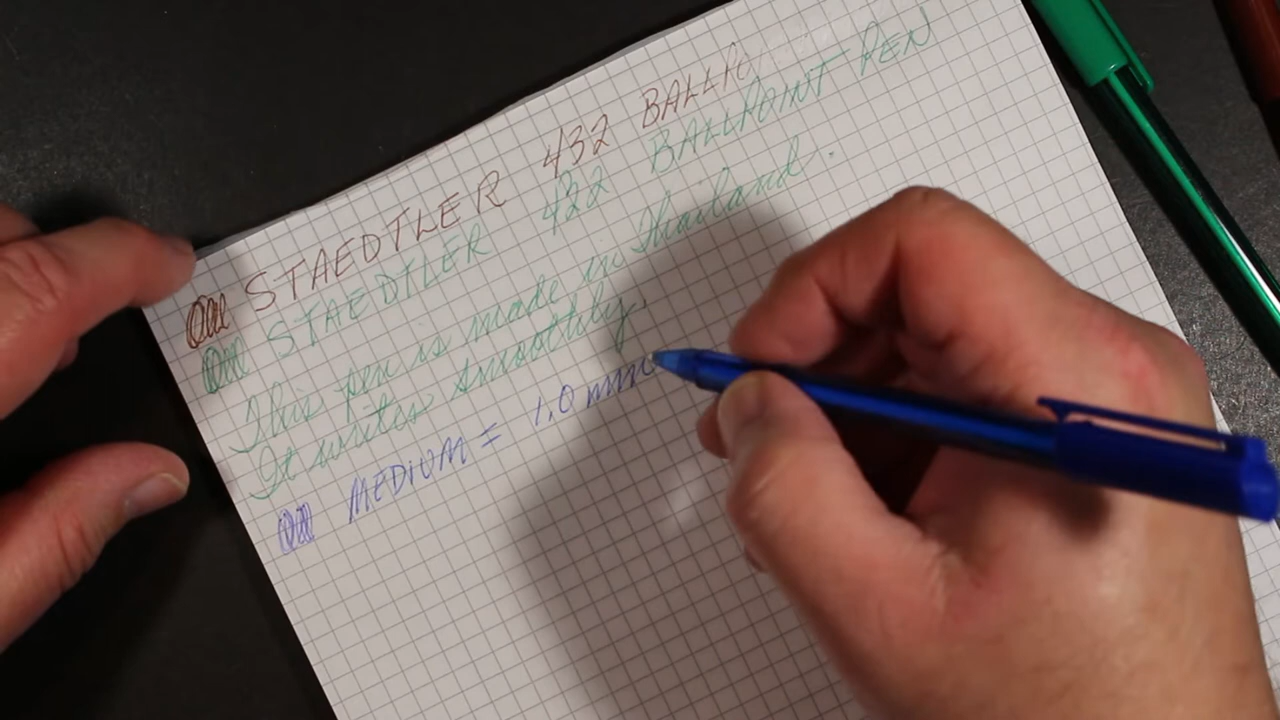 STAEDTLER 432 BALLPO
STAEDTLER 422 BALLPOINT PEN
This pen is made in Thailand.
It writes smoothly.
MEDIUM = 1.0 mm